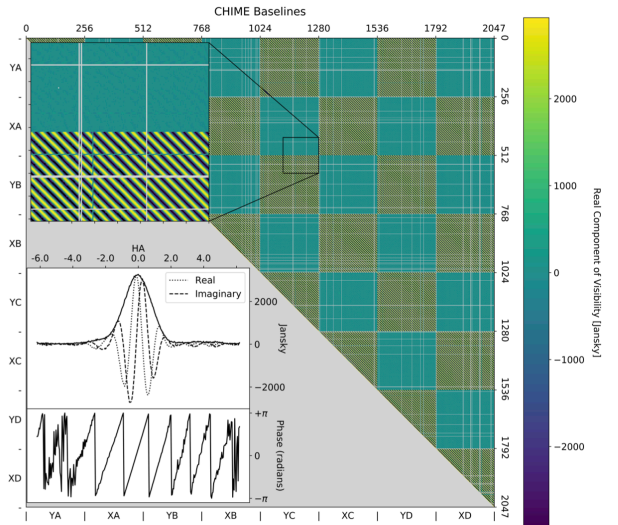 CHIME Baselines
0 256 512 768 1024 1280 1536 1792 2047
YA
XA
YB
XB
YC
XC
YD
XD
0
256
512
768
1024
1280
1536
1792
2047
HA
-6.0 -4.0 -2.0 0.0 2.0 4.0
Real
Imaginary
2000
0
−2000
Jansky
+π
0
−π
Phase (radians)
| YA | XA | YB | XB | YC | XC | YD | XD |
2000
1000
0
−1000
−2000
Real Component of Visibility [Jansky]